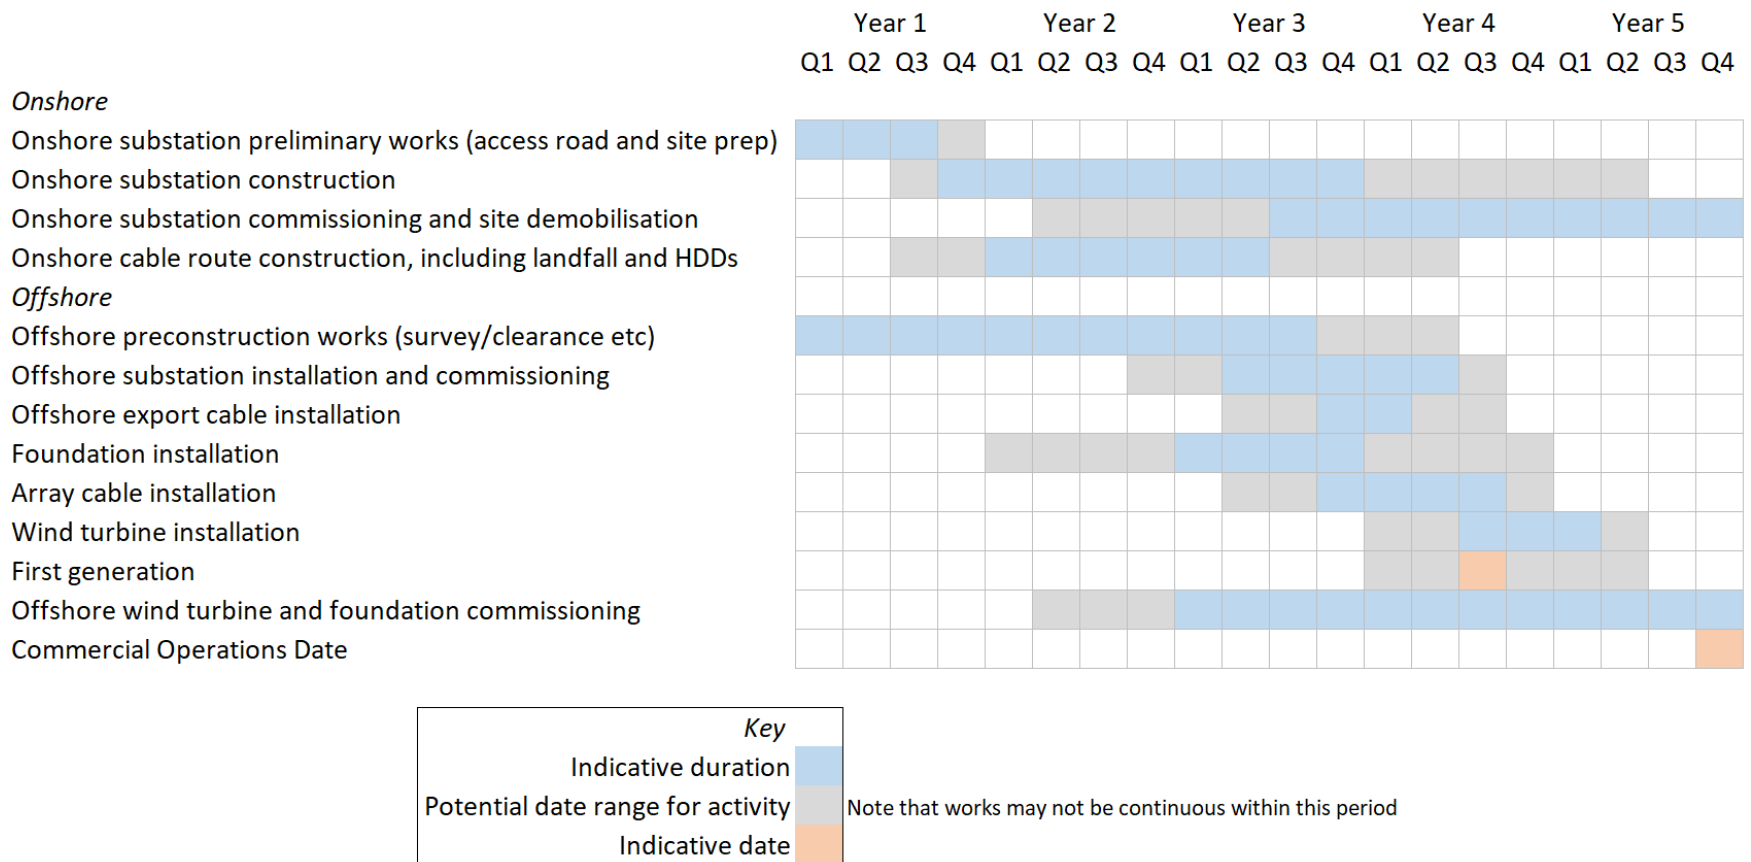 Year 1 Year 2 Year 3 Year 4 Year 5
Q1 Q2 Q3 Q4 Q1 Q2 Q3 Q4 Q1 Q2 Q3 Q4 Q1 Q2 Q3 Q4 Q1 Q2 Q3 Q4
Onshore
Onshore substation preliminary works (access road and site prep)
Onshore substation construction
Onshore substation commissioning and site demobilisation
Onshore cable route construction, including landfall and HDDs
Offshore
Offshore preconstruction works (survey/clearance etc)
Offshore substation installation and commissioning
Offshore export cable installation
Foundation installation
Array cable installation
Wind turbine installation
First generation
Offshore wind turbine and foundation commissioning
Commercial Operations Date
Key
Indicative duration
Potential date range for activity Note that works may not be continuous within this period
Indicative date